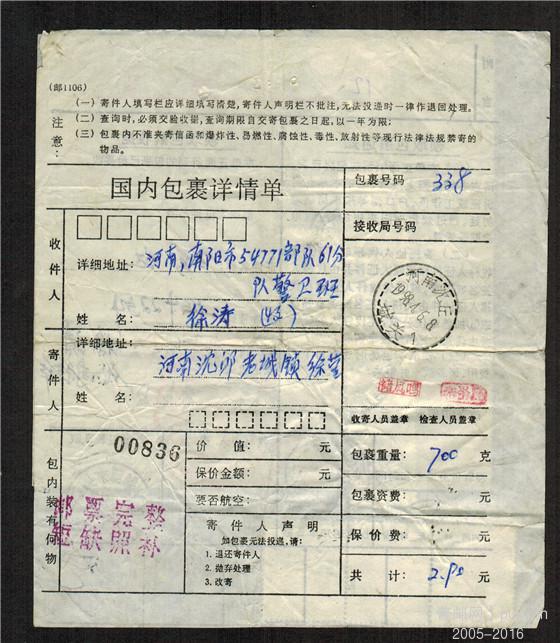 (邮1106)
注意：
(一) 寄件人填写栏应详细填写清楚，寄件人声明栏不批注，无法投递时一律作退回处理。
(二) 查询时，必须交验收据，查询期限自交寄包裹之日起，以一年为限；
(三) 包裹内不准夹寄信函和爆炸性、易燃性、腐蚀性、毒性、放射性等现行法律法规禁寄的
物品。
国内包裹详情单
包裹号码 338
接收局号码
收件人
详细地址： 河南,南阳市54771部队61分
队警卫班
姓 名： 徐涛
河南沈丘
寄件人
详细地址：
河南沈邱老城镇徐莹
姓 名：
收寄人员盖章 检查人员盖章
00836
包内装有何物
邮票完整
短缺照补
价 值： 元
保价金额： 元
要否航空：
寄件人声明
如包裹无法投递，请：
1. 退还寄件人
2. 抛弃处理
3. 改寄
包裹重量： 700 克
包裹资费： 元
保价费： 元
共 计： 2.90 元
2005-2016